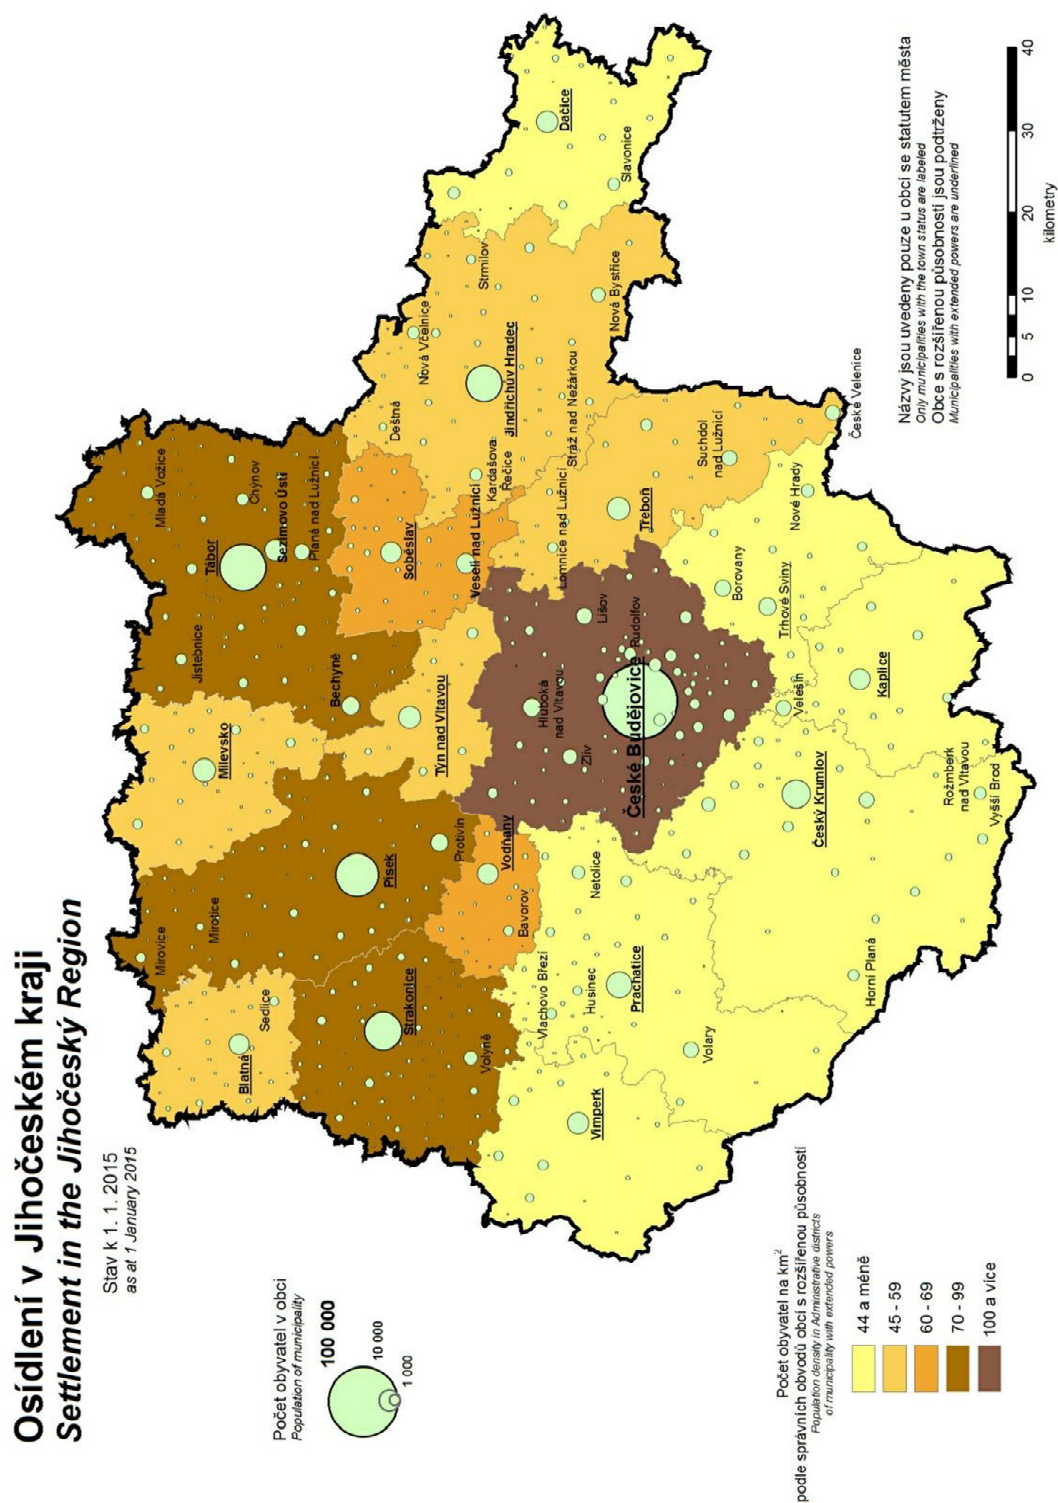 Osídlení v Jihočeském kraji
Settlement in the Jihočeský Region
Stav k 1. 1. 2015
as at 1 January 2015
Počet obyvatel v obci
Population of municipality
100 000
10 000
1 000
Mirovice
Mirotice
Sedlice
Blatná
Milevsko
Jistebnice
Tábor
Mladá Vožice
Chýnov
Sezimovo Ústí
Planá nad Lužnicí
Písek
Bechyně
Strakonice
Protivín
Týn nad Vltavou
Soběslav
Deštná
Nová Včelnice
Volyně
Vodňany
Veselí nad Lužnicí
Kardašova
Řečice
Jindřichův Hradec
Strmilov
Bavorov
Vlachovo Březí
Hluboká
nad Vltavou
Lomnice nad Lužnicí
Stráž nad Nežárkou
Dačice
Husinec
Netolice
Zliv
Lišov
Nová Bystřice
Slavonice
Vimperk
Prachatice
České Budějovice
Rudolfov
Třeboň
Volary
Suchdol
nad Lužnicí
Borovany
Trhové Sviny
Nové Hrady
České Velenice
Velešín
Český Krumlov
Kaplice
Horní Planá
Rožmberk
nad Vltavou
Vyšší Brod
Počet obyvatel na km²
podle správních obvodů obcí s rozšířenou působností
Population density in Administrative districts
of municipality with extended powers
44 a méně
45 - 59
60 - 69
70 - 99
100 a více
Názvy jsou uvedeny pouze u obcí se statutem města
Only municipalities with the town status are labeled
Obce s rozšířenou působností jsou podtrženy
Municipalities with extended powers are underlined
0 5 10 20 30 40
kilometry